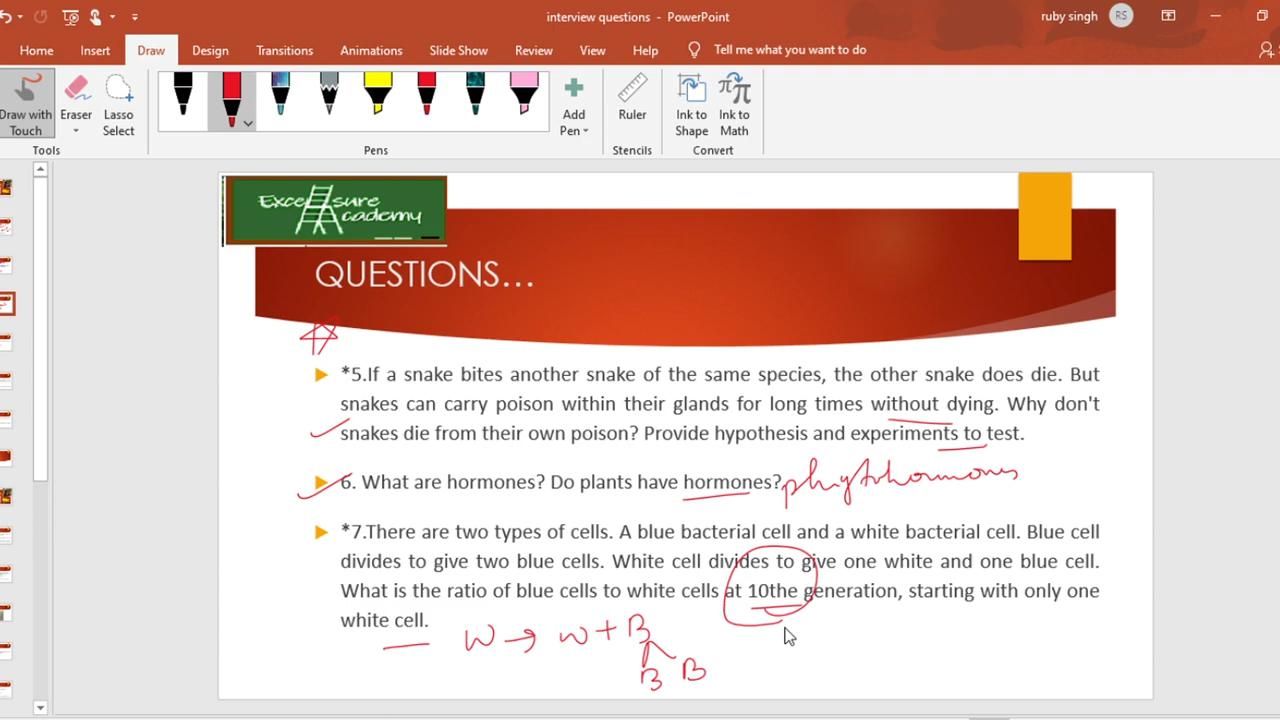 interview questions - PowerPoint
ruby singh
RS
Home Insert Draw Design Transitions Animations Slide Show Review View Help Tell me what you want to do
Draw with Touch
Eraser
Lasso Select
Add Pen
Ruler
Ink to Shape
Ink to Math
Tools
Pens
Stencils
Convert
Excel sure
Academy
QUESTIONS...
*5.If a snake bites another snake of the same species, the other snake does die. But
snakes can carry poison within their glands for long times without dying. Why don't
snakes die from their own poison? Provide hypothesis and experiments to test.
6. What are hormones? Do plants have hormones? phytohormones
*7.There are two types of cells. A blue bacterial cell and a white bacterial cell. Blue cell
divides to give two blue cells. White cell divides to give one white and one blue cell.
What is the ratio of blue cells to white cells at 10the generation, starting with only one
white cell.
W → W + B
B B